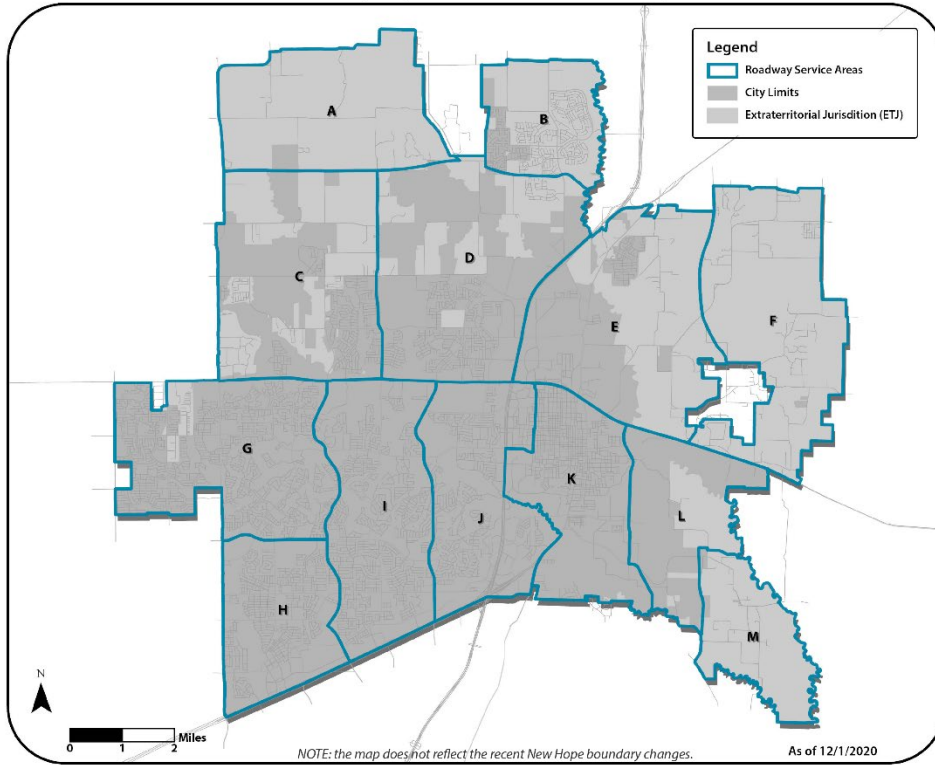 Legend
Roadway Service Areas
City Limits
Extraterritorial Jurisdition (ETJ)
A
B
C
D
E
F
G
H
I
J
K
L
M
N
0 1 2 Miles
NOTE: the map does not reflect the recent New Hope boundary changes.
As of 12/1/2020